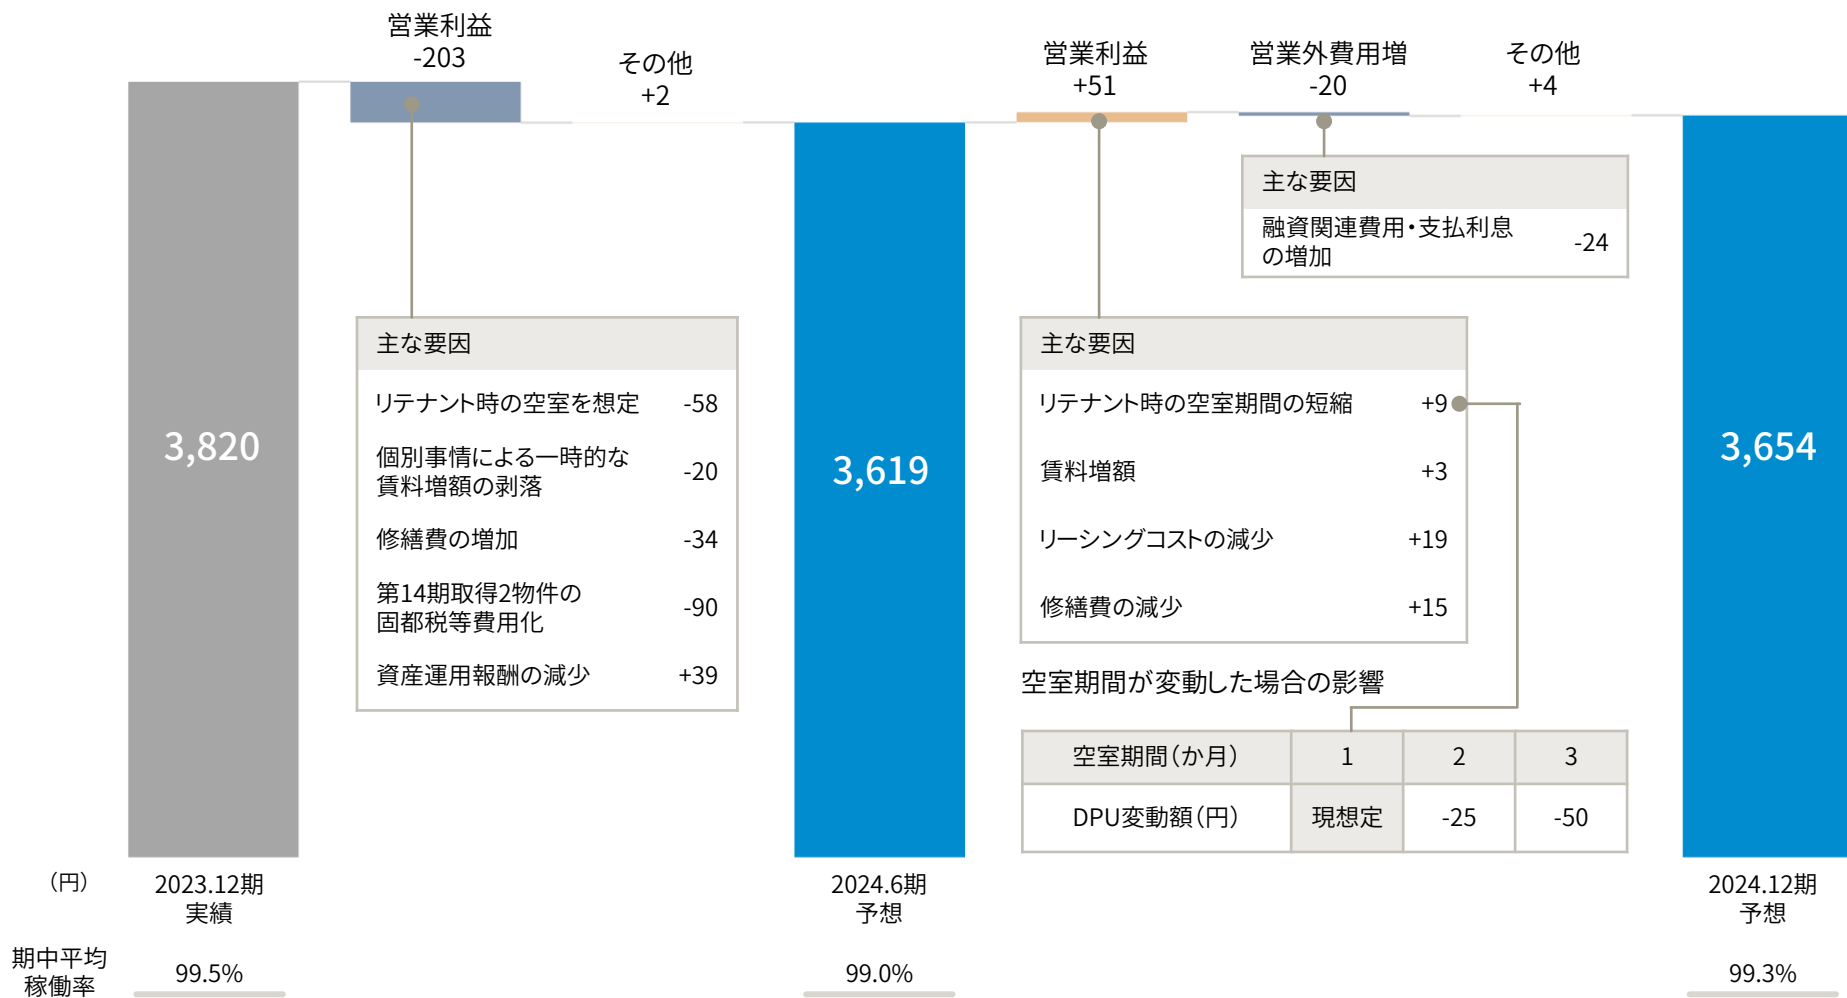 営業利益
-203
その他
+2
営業利益
+51
営業外費用増
-20
その他
+4
主な要因
融資関連費用・支払利息
の増加
-24
主な要因
リテナント時の空室を想定 -58
個別事情による一時的な
賃料増額の剥落
-20
修繕費の増加 -34
第14期取得2物件の
固都税等費用化
-90
資産運用報酬の減少 +39
主な要因
リテナント時の空室期間の短縮 +9
賃料増額 +3
リーシングコストの減少 +19
修繕費の減少 +15
空室期間が変動した場合の影響
空室期間（か月） 1 2 3
DPU変動額（円） 現想定 -25 -50
3,820
3,619
3,654
（円）
2023.12期
実績
2024.6期
予想
2024.12期
予想
期中平均
稼働率
99.5% 99.0% 99.3%